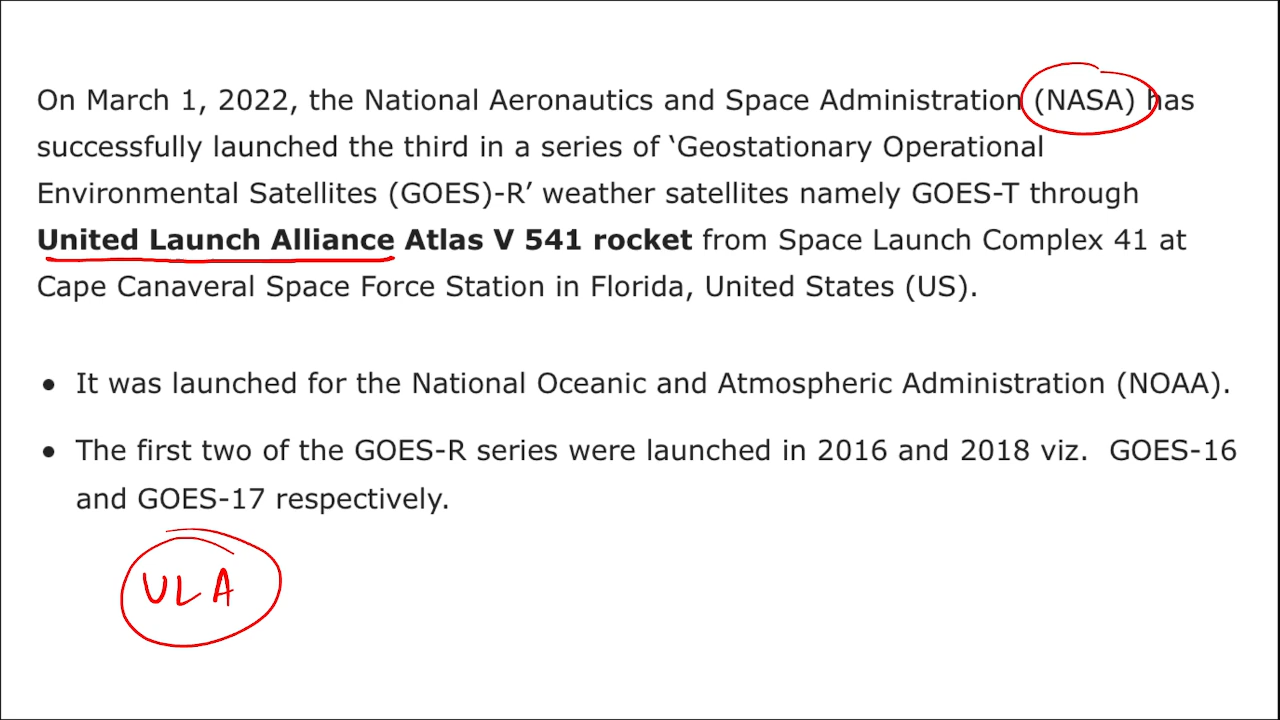 On March 1, 2022, the National Aeronautics and Space Administration (NASA) has
successfully launched the third in a series of ‘Geostationary Operational
Environmental Satellites (GOES)-R’ weather satellites namely GOES-T through
United Launch Alliance Atlas V 541 rocket from Space Launch Complex 41 at
Cape Canaveral Space Force Station in Florida, United States (US).
• It was launched for the National Oceanic and Atmospheric Administration (NOAA).
• The first two of the GOES-R series were launched in 2016 and 2018 viz.  GOES-16
and GOES-17 respectively.
ULA